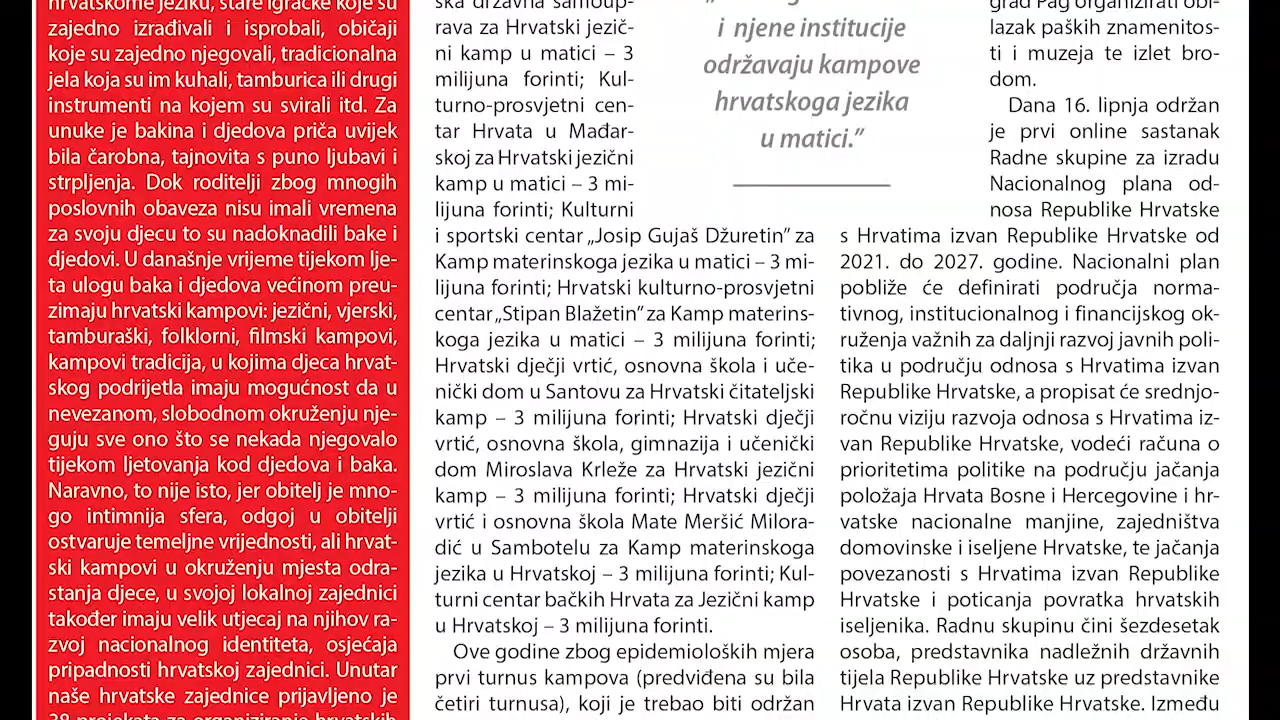 hrvatskome jeziku, stare igračke koje su
zajedno izrađivali i isprobali, običaji
koje su zajedno njegovali, tradicionalna
jela koja su im kuhali, tamburica ili drugi
instrumenti na kojem su svirali itd. Za
unuke je bakina i djedova priča uvijek
bila čarobna, tajnovita s puno ljubavi i
strpljenja. Dok roditelji zbog mnogih
poslovnih obaveza nisu imali vremena
za svoju djecu to su nadoknadili bake i
djedovi. U današnje vrijeme tijekom lje-
ta ulogu baka i djedova većinom preu-
zimaju hrvatski kampovi: jezični, vjerski,
tamburaški, folklorni, filmski kampovi,
kampovi tradicija, u kojima djeca hrvat-
skog podrijetla imaju mogućnost da u
nevezanom, slobodnom okruženju nje-
guju sve ono što se nekada njegovalo
tijekom ljetovanja kod djedova i baka.
Naravno, to nije isto, jer obitelj je mno-
go intimnija sfera, odgoj u obitelji
ostvaruje temeljne vrijednosti, ali hrvat-
ski kampovi u okruženju mjesta odra-
stanja djece, u svojoj lokalnoj zajednici
također imaju velik utjecaj na njihov ra-
zvoj nacionalnog identiteta, osjećaja
pripadnosti hrvatskoj zajednici. Unutar
naše hrvatske zajednice prijavljeno je
38 projekata za organiziranje hrvatskih
ska državna samoup-
rava za Hrvatski jezič-
ni kamp u matici – 3
milijuna forinti; Kul-
turno-prosvjetni cen-
tar Hrvata u Mađar-
skoj za Hrvatski jezični
kamp u matici – 3 mi-
lijuna forinti; Kulturni
i sportski centar „Josip Gujaš Džuretin” za
Kamp materinskoga jezika u matici – 3 mi-
lijuna forinti; Hrvatski kulturno-prosvjetni
centar „Stipan Blažetin” za Kamp materins-
koga jezika u matici – 3 milijuna forinti;
Hrvatski dječji vrtić, osnovna škola i uče-
nički dom u Santovu za Hrvatski čitateljski
kamp – 3 milijuna forinti; Hrvatski dječji
vrtić, osnovna škola, gimnazija i učenički
dom Miroslava Krleže za Hrvatski jezični
kamp – 3 milijuna forinti; Hrvatski dječji
vrtić i osnovna škola Mate Meršić Milora-
dić u Sambotelu za Kamp materinskoga
jezika u Hrvatskoj – 3 milijuna forinti; Kul-
turni centar bačkih Hrvata za Jezični kamp
u Hrvatskoj – 3 milijuna forinti.
Ove godine zbog epidemioloških mjera
prvi turnus kampova (predviđena su bila
četiri turnusa), koji je trebao biti održan
i njene institucije
održavaju kampove
hrvatskoga jezika
u matici.”
grad Pag organizirati obi-
lazak paških znamenitos-
ti i muzeja te izlet bro-
dom.
Dana 16. lipnja održan
je prvi online sastanak
Radne skupine za izradu
Nacionalnog plana od-
nosa Republike Hrvatske
s Hrvatima izvan Republike Hrvatske od
2021. do 2027. godine. Nacionalni plan
pobliže će definirati područja norma-
tivnog, institucionalnog i financijskog ok-
ruženja važnih za daljnji razvoj javnih poli-
tika u području odnosa s Hrvatima izvan
Republike Hrvatske, a propisat će srednjo-
ročnu viziju razvoja odnosa s Hrvatima iz-
van Republike Hrvatske, vodeći računa o
prioritetima politike na području jačanja
položaja Hrvata Bosne i Hercegovine i hr-
vatske nacionalne manjine, zajedništva
domovinske i iseljene Hrvatske, te jačanja
povezanosti s Hrvatima izvan Republike
Hrvatske i poticanja povratka hrvatskih
iseljenika. Radnu skupinu čini šezdesetak
osoba, predstavnika nadležnih državnih
tijela Republike Hrvatske uz predstavnike
Hrvata izvan Republike Hrvatske. Između